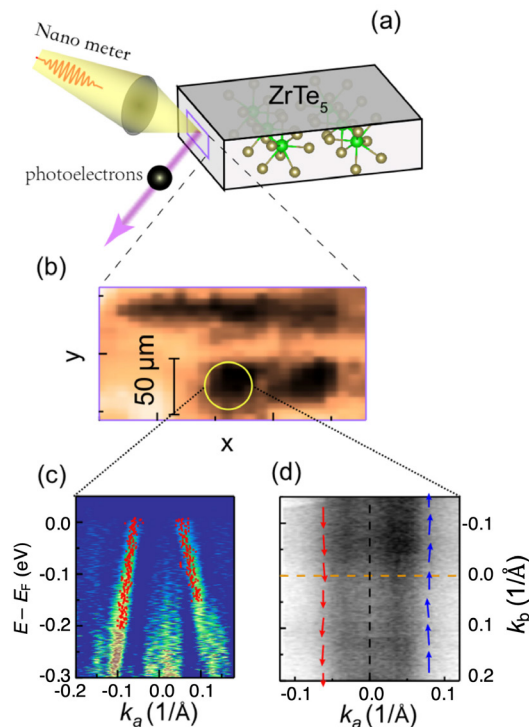 (a)
Nano meter
ZrTe5
photoelectrons
(b)
y
50 μm
x
(c)
(d)
E − EF (eV)
0.0
-0.1
-0.2
-0.3
-0.2
-0.1
0.0
0.1
ka (1/Å)
-0.1
0.0
0.1
0.2
kb (1/Å)
-0.1
0.0
0.1
ka (1/Å)